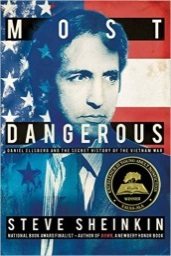 MOST
DANGEROUS
DANIEL ELLSBERG AND THE SECRET HISTORY OF THE VIETNAM WAR
WINNER
STEVE SHEINKIN
NATIONAL BOOK AWARD FINALIST – AUTHOR OF BOMB, A NEWBERY HONOR BOOK